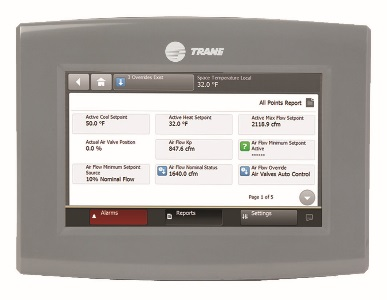 TRANE
3 Overrides Exist
Space Temperature Local
32.0 °F
All Points Report
Active Cool Setpoint
50.0 °F
Active Heat Setpoint
32.0 °F
Active Max Flow Setpoint
2118.9 cfm
Actual Air Valve Position
0.0 %
Air Flow Kp
847.6 cfm
Air Flow Minimum Setpoint
Active
------
Air Flow Minimum Setpoint
Source
10% Nominal Flow
Air Flow Nominal Status
1640.0 cfm
Air Flow Override
Air Valves Auto Control
Page 1 of 5
Alarms
Reports
Settings